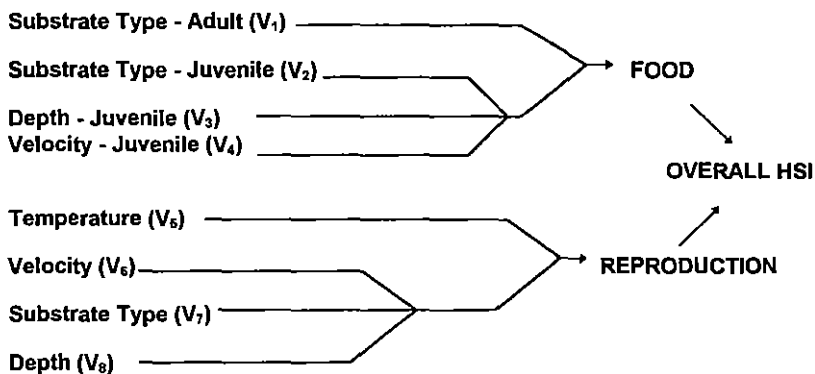 Substrate Type - Adult (V₁)
Substrate Type - Juvenile (V₂)
FOOD
Depth - Juvenile (V₃)
Velocity - Juvenile (V₄)
OVERALL HSI
Temperature (V₅)
Velocity (V₆)
REPRODUCTION
Substrate Type (V₇)
Depth (V₈)